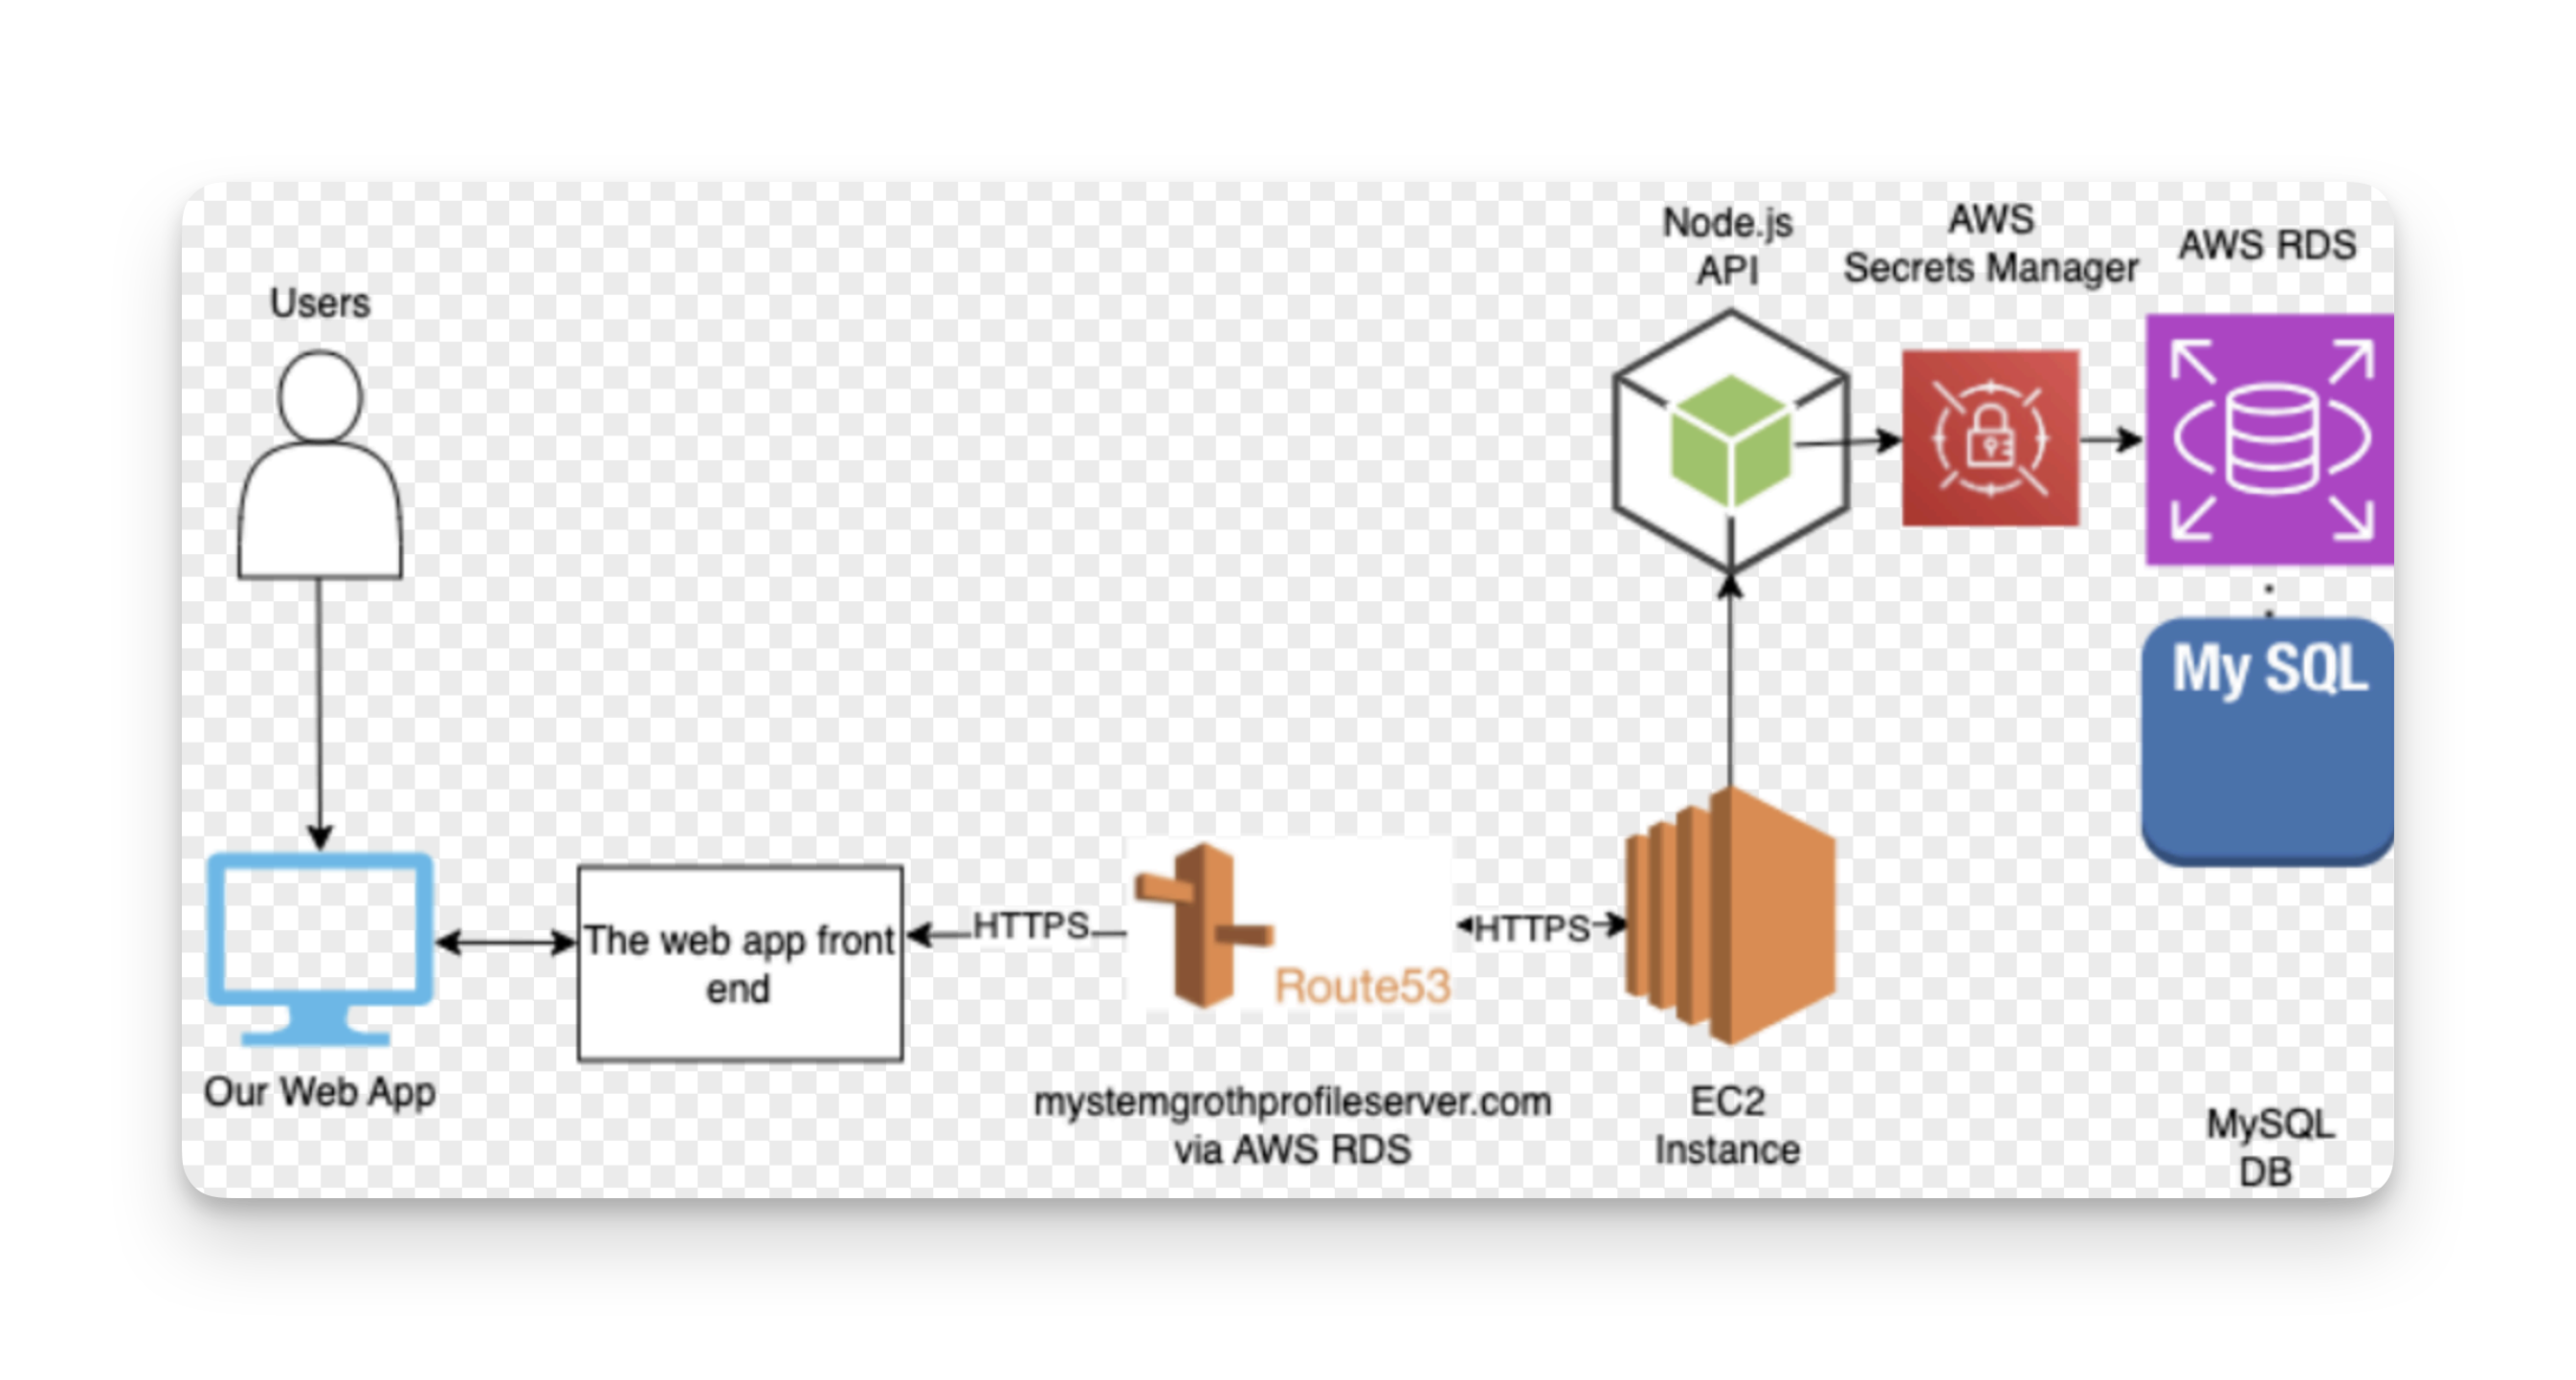 Users
Node.js
API
AWS
Secrets Manager
AWS RDS
My SQL
The web app front
end
HTTPS
Route53
HTTPS
Our Web App
mystemgrothprofileserver.com
via AWS RDS
EC2
Instance
MySQL
DB